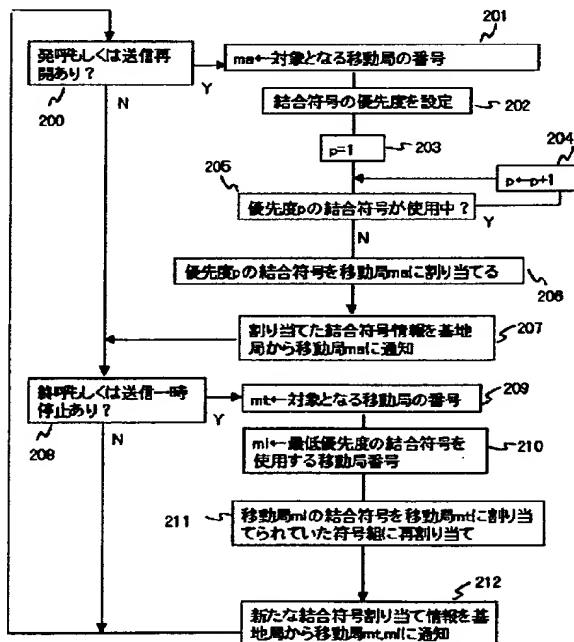 201
発呼もしくは送信再
開あり？
ma←対象となる移動局の番号
200
Y
N
結合符号の優先度を設定
202
p=1
203
204
p←p+1
205
優先度pの結合符号が使用中？
Y
N
優先度pの結合符号を移動局maに割り当てる
206
割り当てた結合符号情報を基地
局から移動局maに通知
207
終呼もしくは送信一時
停止あり？
mt←対象となる移動局の番号
209
208
Y
N
ml←最低優先度の結合符号を
使用する移動局番号
210
211
移動局mlの結合符号を移動局mtに割り当
てられていた符号組に再割り当て
212
新たな結合符号割り当て情報を基
地局から移動局mt,mlに通知